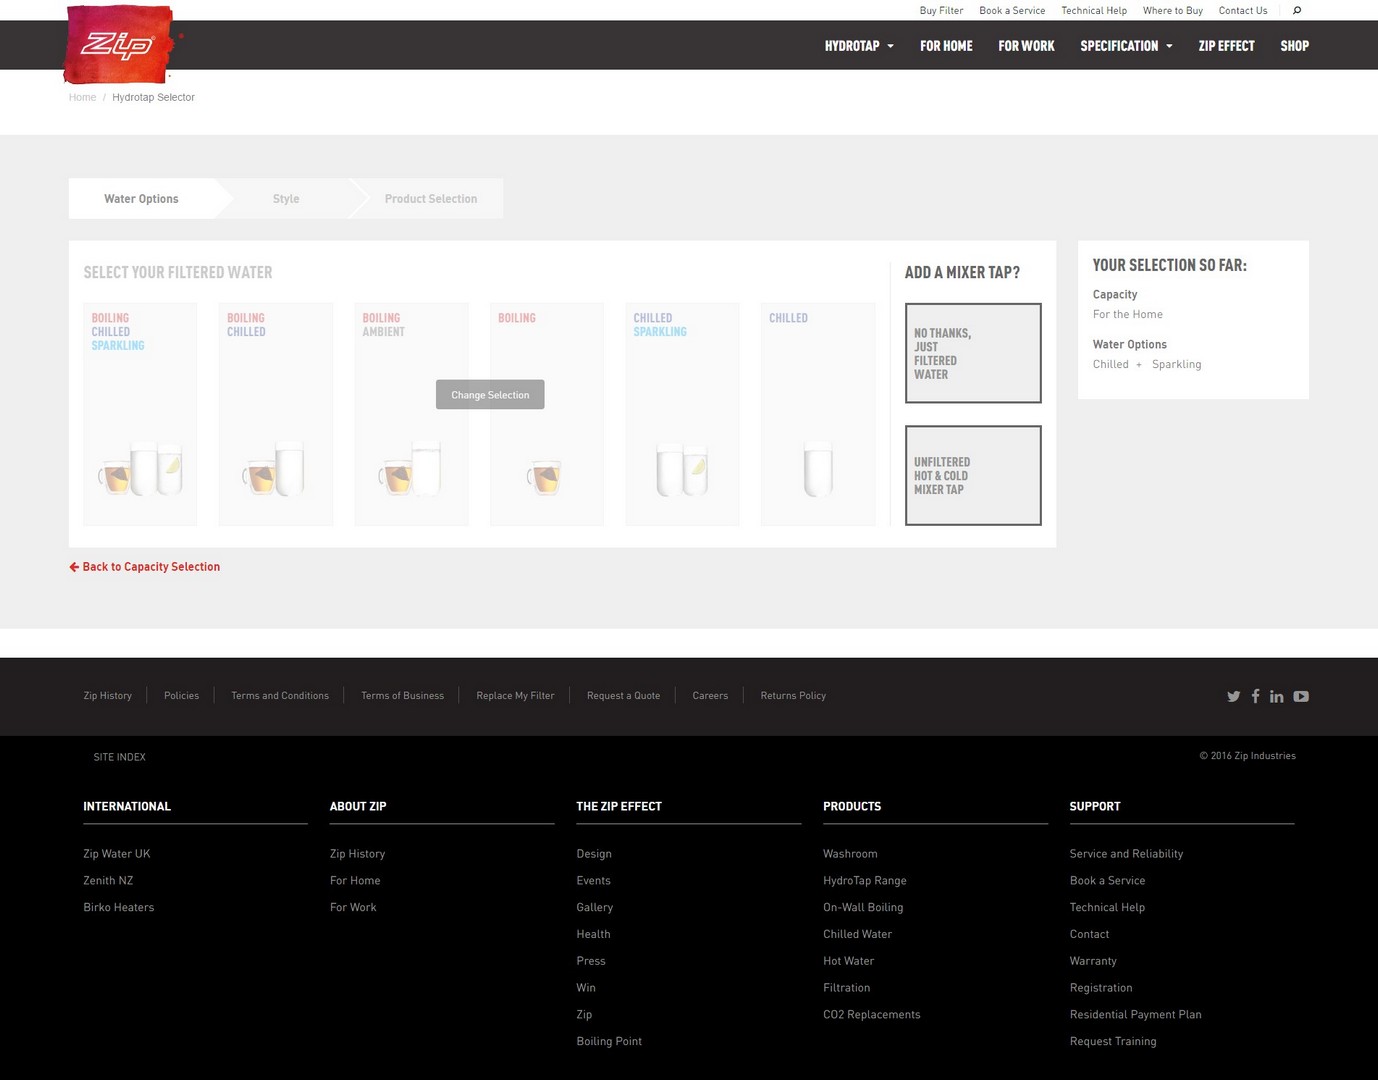 Buy Filter Book a Service Technical Help Where to Buy Contact Us
Zip
HYDROTAP FOR HOME FOR WORK SPECIFICATION ZIP EFFECT SHOP
Home / Hydrotap Selector
Water Options Style Product Selection
SELECT YOUR FILTERED WATER
BOILING
CHILLED
SPARKLING
BOILING
CHILLED
BOILING
AMBIENT
BOILING
CHILLED
SPARKLING
CHILLED
Change Selection
ADD A MIXER TAP?
NO THANKS,
JUST
FILTERED
WATER
UNFILTERED
HOT & COLD
MIXER TAP
YOUR SELECTION SO FAR:
Capacity
For the Home
Water Options
Chilled + Sparkling
Back to Capacity Selection
Zip History Policies Terms and Conditions Terms of Business Replace My Filter Request a Quote Careers Returns Policy
SITE INDEX
© 2016 Zip Industries
INTERNATIONAL
Zip Water UK
Zenith NZ
Birko Heaters
ABOUT ZIP
Zip History
For Home
For Work
THE ZIP EFFECT
Design
Events
Gallery
Health
Press
Win
Zip
Boiling Point
PRODUCTS
Washroom
HydroTap Range
On-Wall Boiling
Chilled Water
Hot Water
Filtration
CO2 Replacements
SUPPORT
Service and Reliability
Book a Service
Technical Help
Contact
Warranty
Registration
Residential Payment Plan
Request Training